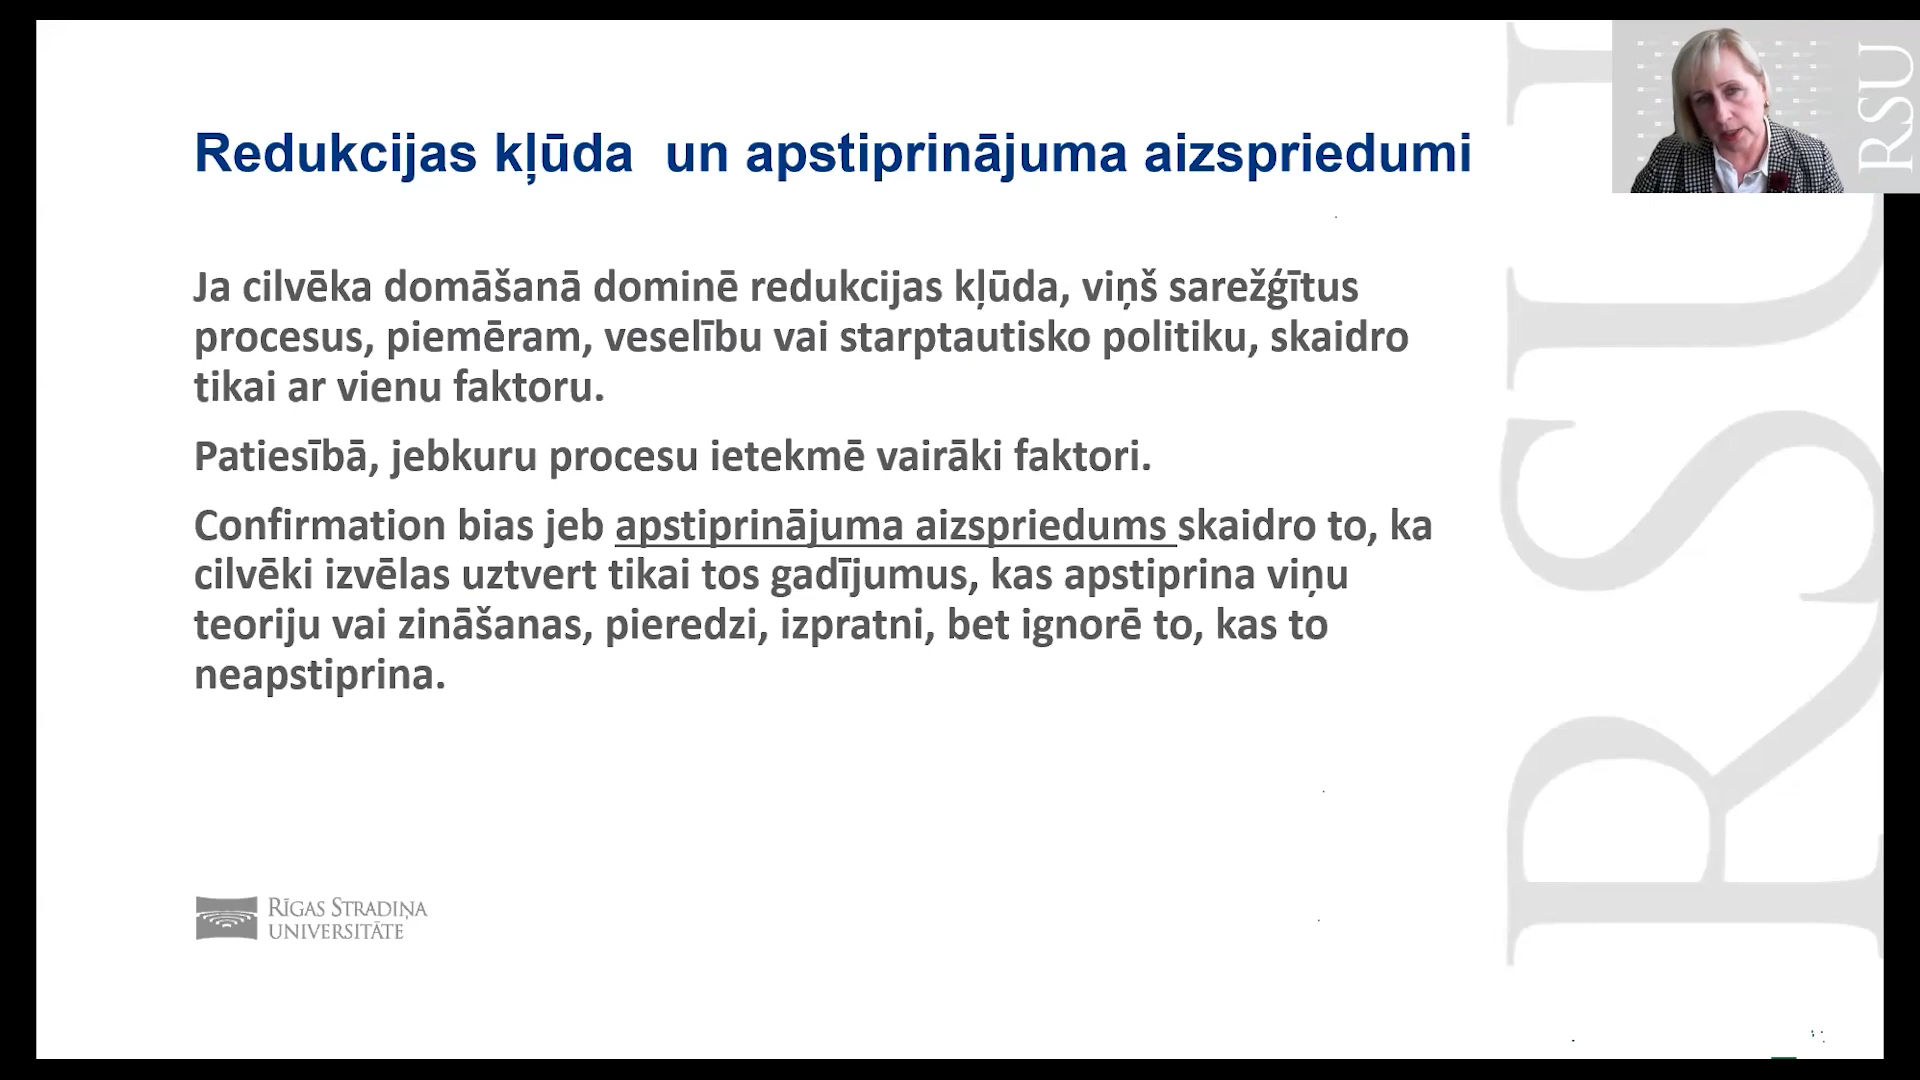 Redukcijas kļūda  un apstiprinājuma aizspriedumi
Ja cilvēka domāšanā dominē redukcijas kļūda, viņš sarežģītus
procesus, piemēram, veselību vai starptautisko politiku, skaidro
tikai ar vienu faktoru.
Patiesībā, jebkuru procesu ietekmē vairāki faktori.
Confirmation bias jeb apstiprinājuma aizspriedums skaidro to, ka
cilvēki izvēlas uztvert tikai tos gadījumus, kas apstiprina viņu
teoriju vai zināšanas, pieredzi, izpratni, bet ignorē to, kas to
neapstiprina.
RĪGAS STRADIŅA
UNIVERSITĀTE
RSU
RSU